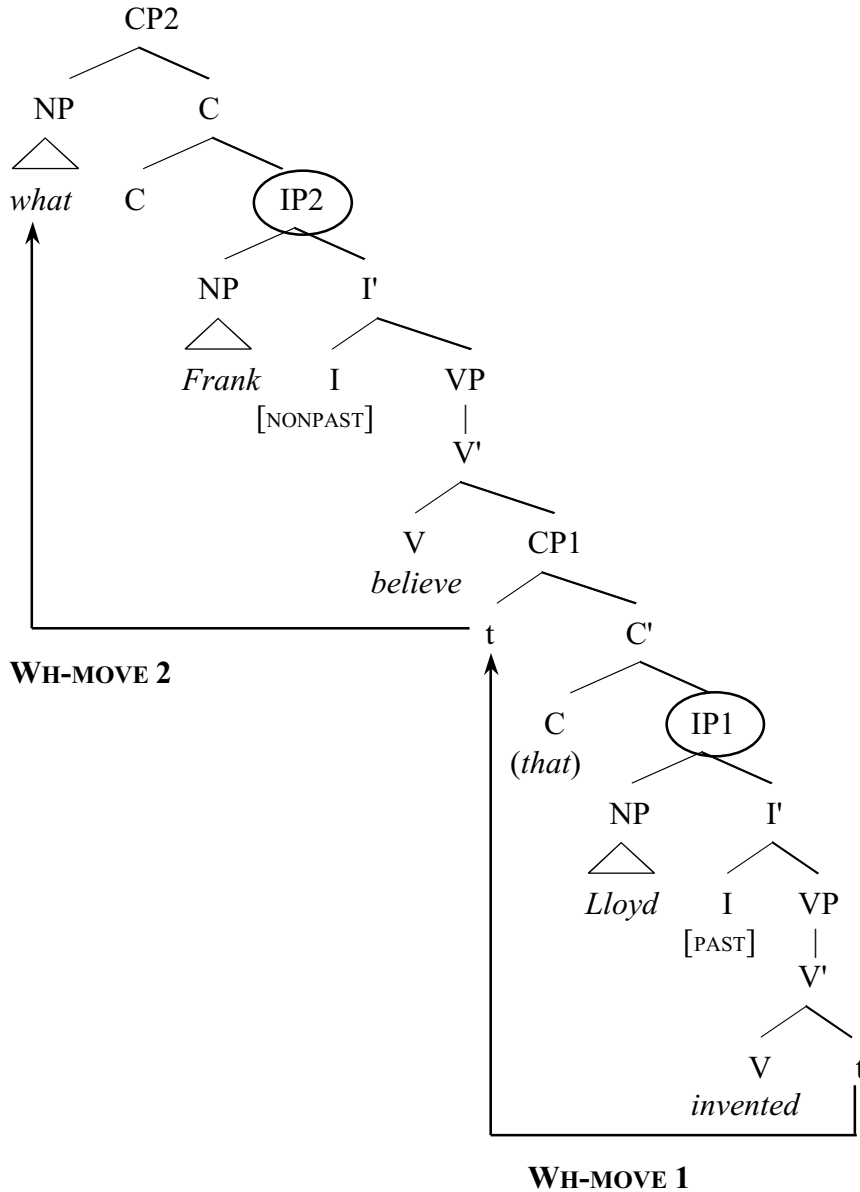 CP2
NP C
what C IP2
NP I'
Frank I VP
[NONPAST]
V'
V CP1
believe
t C'
WH-MOVE 2
C IP1
(that)
NP I'
Lloyd I VP
[PAST]
V'
V t
invented
WH-MOVE 1